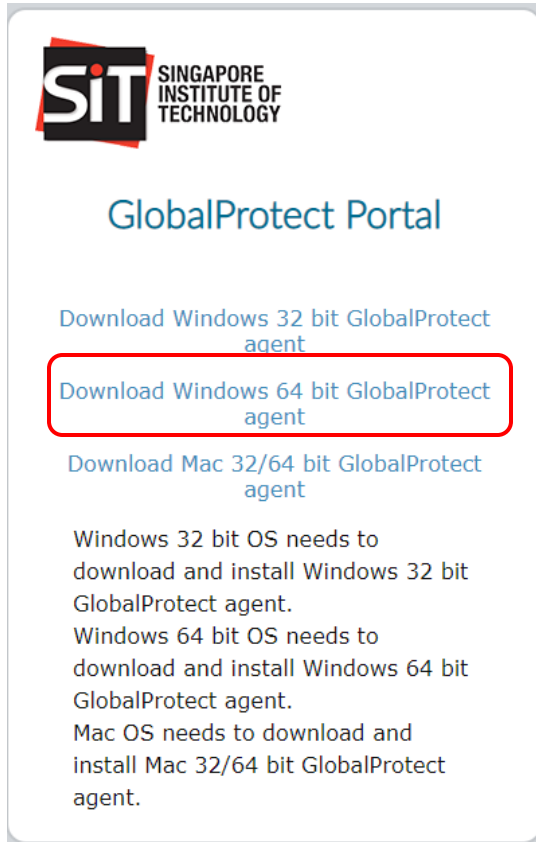 SiT SINGAPORE
INSTITUTE OF
TECHNOLOGY
GlobalProtect Portal
Download Windows 32 bit GlobalProtect
agent
Download Windows 64 bit GlobalProtect
agent
Download Mac 32/64 bit GlobalProtect
agent
Windows 32 bit OS needs to
download and install Windows 32 bit
GlobalProtect agent.
Windows 64 bit OS needs to
download and install Windows 64 bit
GlobalProtect agent.
Mac OS needs to download and
install Mac 32/64 bit GlobalProtect
agent.